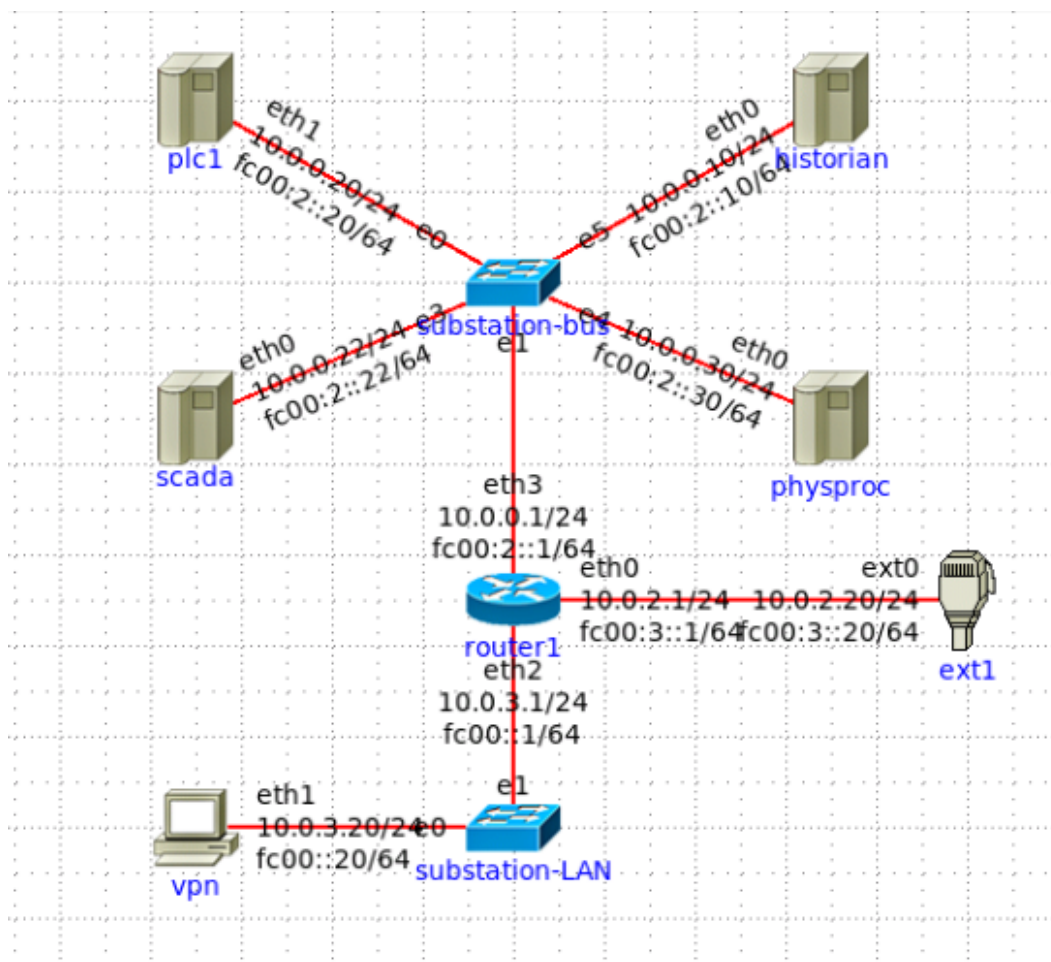 eth1
10.0.0.20/24
fc00:2::20/64
plc1
e0
eth0
10.0.0.10/24
fc00:2::10/64
historian
e5
substation-bus
e1
eth0
10.0.0.22/24
fc00:2::22/64
e3
scada
e4
eth0
10.0.0.30/24
fc00:2::30/64
physproc
eth3
10.0.0.1/24
fc00:2::1/64
router1
eth0
10.0.2.1/24
fc00:3::1/64
ext0
10.0.2.20/24
fc00:3::20/64
ext1
eth2
10.0.3.1/24
fc00::1/64
e1
eth1
10.0.3.20/24
e0
fc00::20/64
substation-LAN
vpn